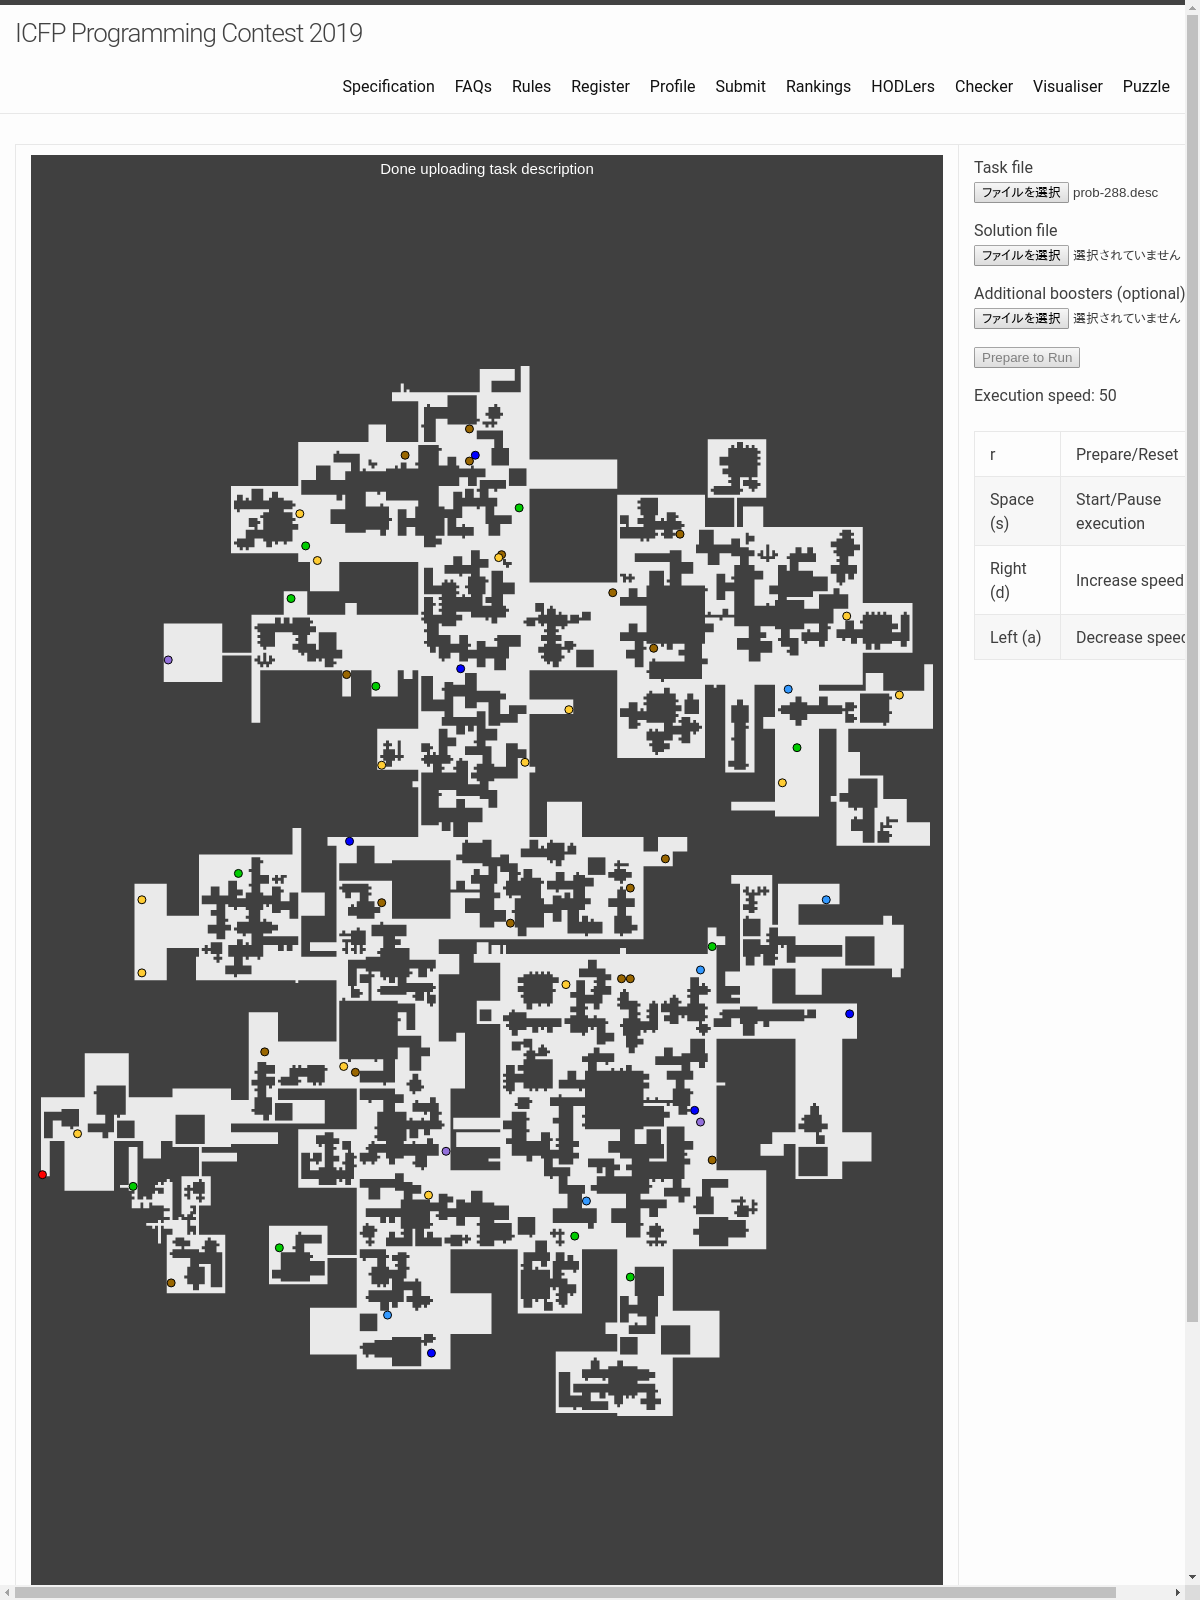 ICFP Programming Contest 2019
Specification FAQs Rules Register Profile Submit Rankings HODLers Checker Visualiser Puzzle
Done uploading task description
Task file
ファイルを選択 prob-288.desc
Solution file
ファイルを選択 選択されていません
Additional boosters (optional)
ファイルを選択 選択されていません
Prepare to Run
Execution speed: 50
r Prepare/Reset
Space (s) Start/Pause execution
Right (d) Increase speed
Left (a) Decrease speed